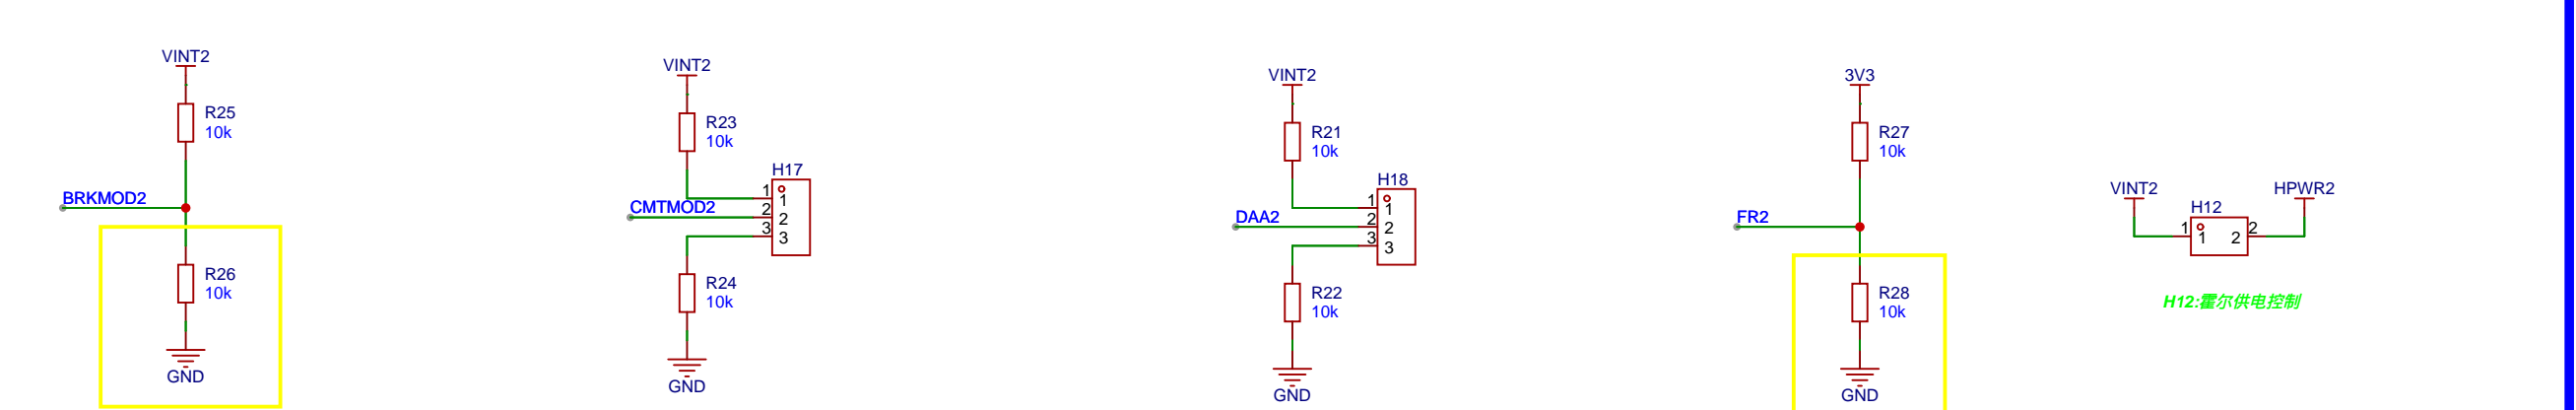 VINT2
R25
10k
BRKMOD2
R26
10k
GND
VINT2
R23
10k
H17
CMTMOD2
1
2
3
1
2
3
R24
10k
GND
VINT2
R21
10k
H18
DAA2
1
2
3
1
2
3
R22
10k
GND
3V3
R27
10k
FR2
R28
10k
GND
VINT2
HPWR2
H12
1
1
2
2
H12:霍尔供电控制